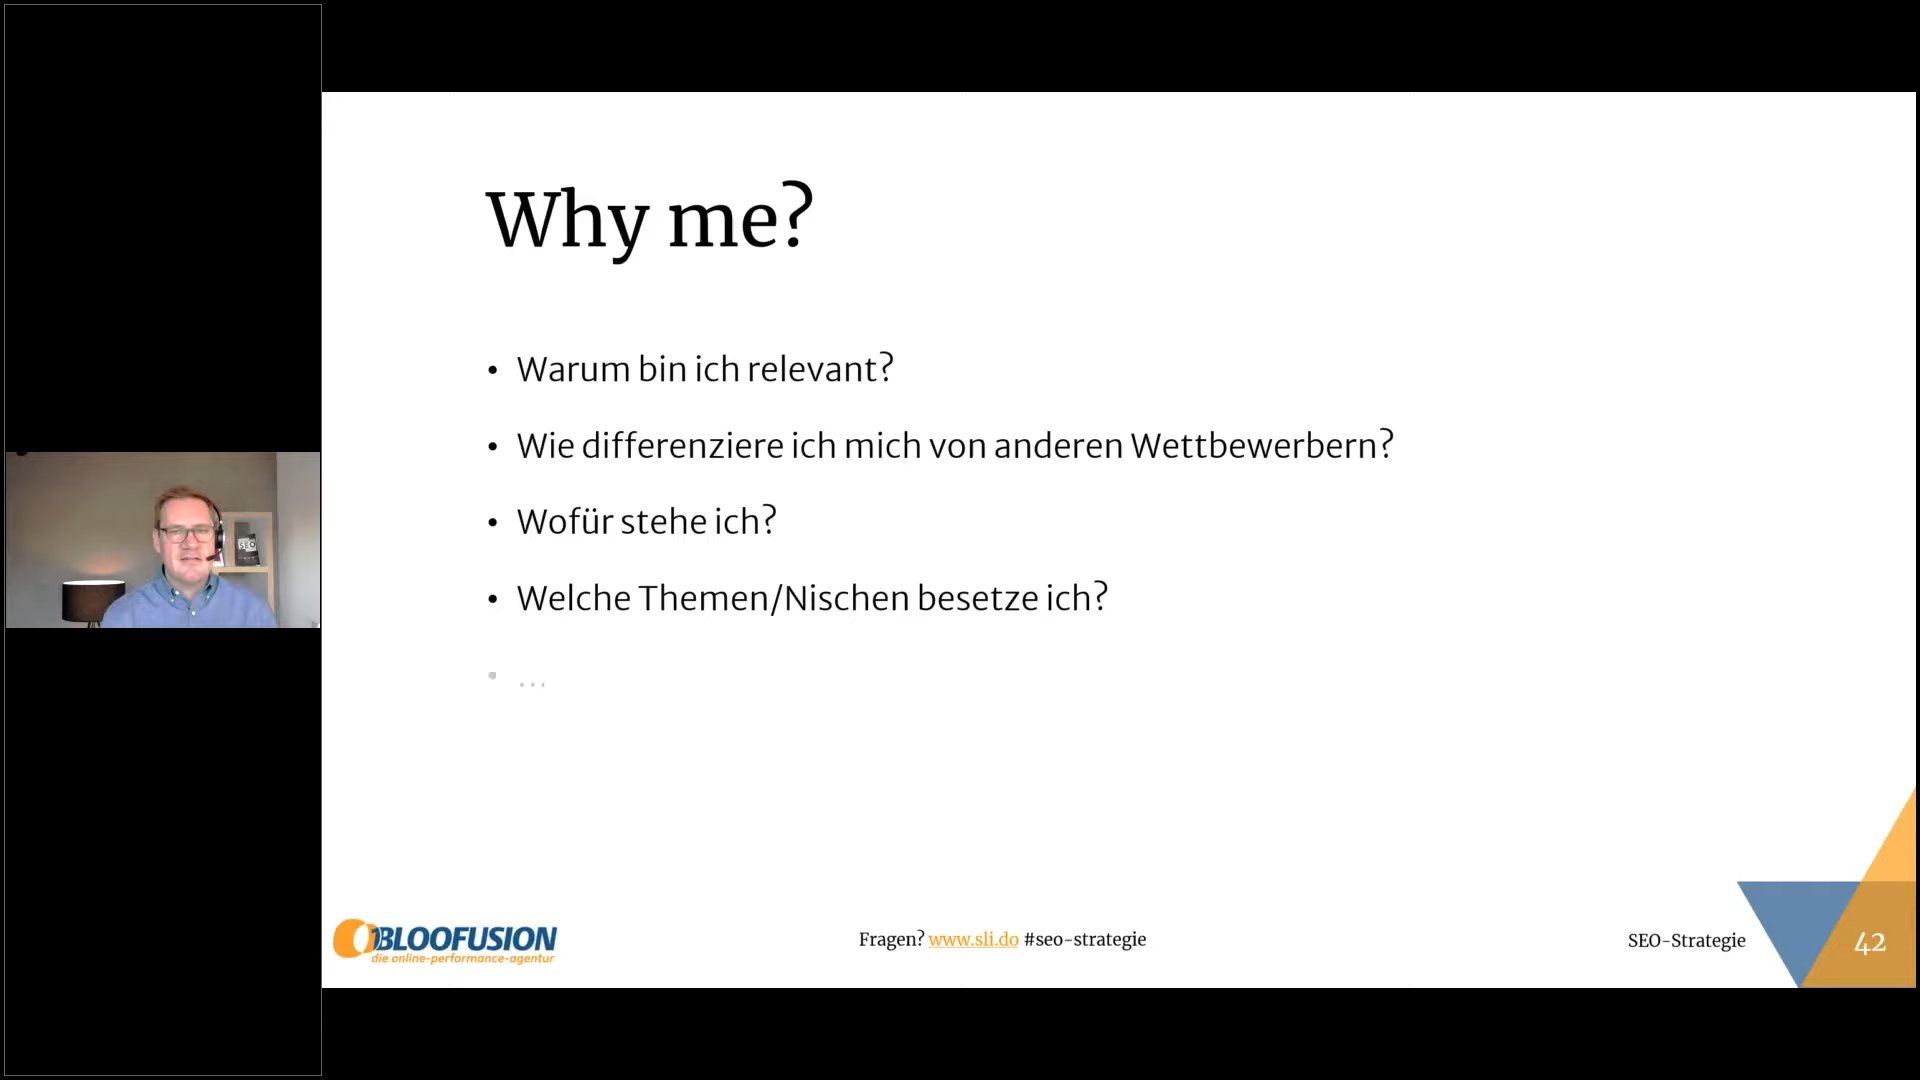 Why me?
• Warum bin ich relevant?
• Wie differenziere ich mich von anderen Wettbewerbern?
• Wofür stehe ich?
• Welche Themen/Nischen besetze ich?
• ...
SEO
BLOOFUSION
die online-performance-agentur
Fragen? www.sli.do #seo-strategie
SEO-Strategie
42